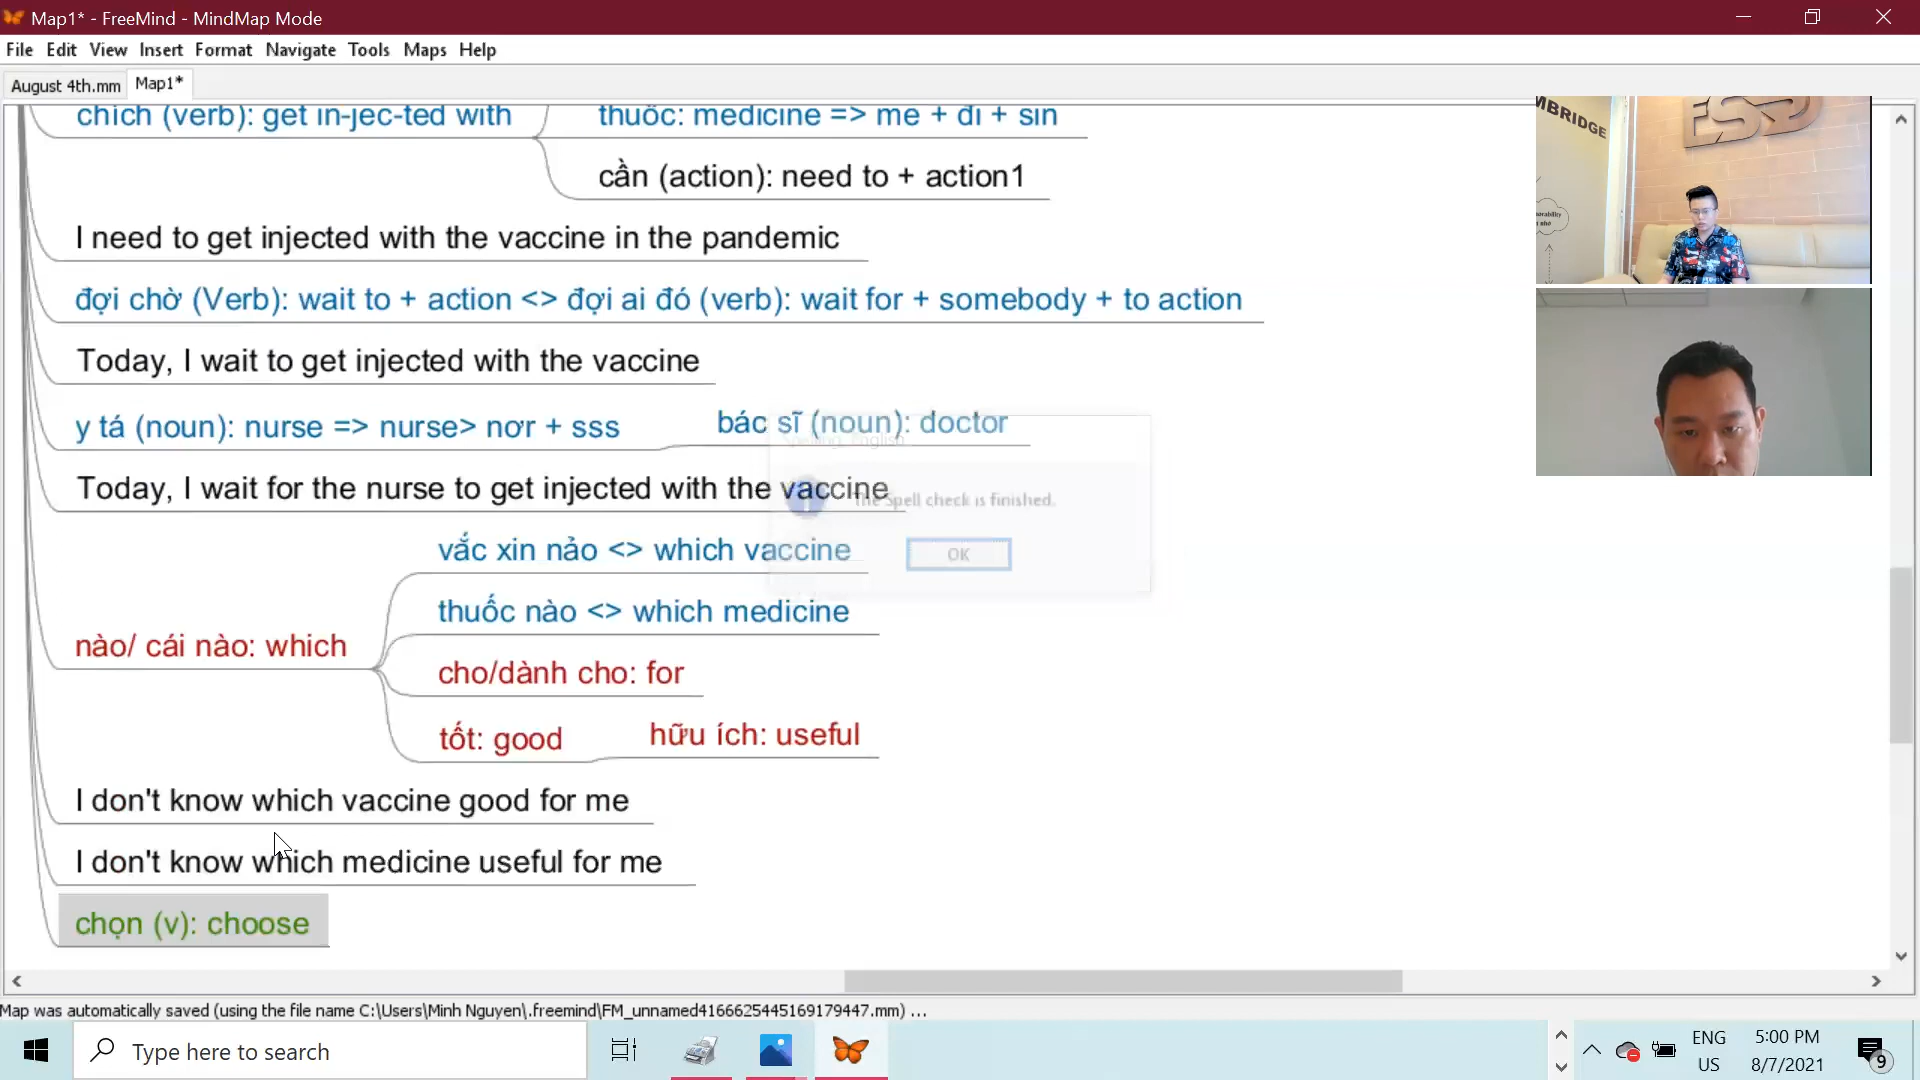 Map1* - FreeMind - MindMap Mode
File Edit View Insert Format Navigate Tools Maps Help
August 4th.mm Map1*
chích (verb): get in-jec-ted with
thuốc: medicine => me + đi + sin
cần (action): need to + action1
I need to get injected with the vaccine in the pandemic
đợi chờ (Verb): wait to + action <> đợi ai đó (verb): wait for + somebody + to action
Today, I wait to get injected with the vaccine
y tá (noun): nurse => nurse> nơr + sss
bác sĩ (noun): doctor
Today, I wait for the nurse to get injected with the vaccine
Spelling English
The Spell check is finished.
OK
nào/ cái nào: which
vắc xin nảo <> which vaccine
thuốc nào <> which medicine
cho/dành cho: for
tốt: good
hữu ích: useful
I don't know which vaccine good for me
I don't know which medicine useful for me
chọn (v): choose
MBRIDGE
ESD
Map was automatically saved (using the file name C:\Users\Minh Nguyen\.freemind\FM_unnamed4166625445169179447.mm) ...
Type here to search
ENG
US
5:00 PM
8/7/2021
9